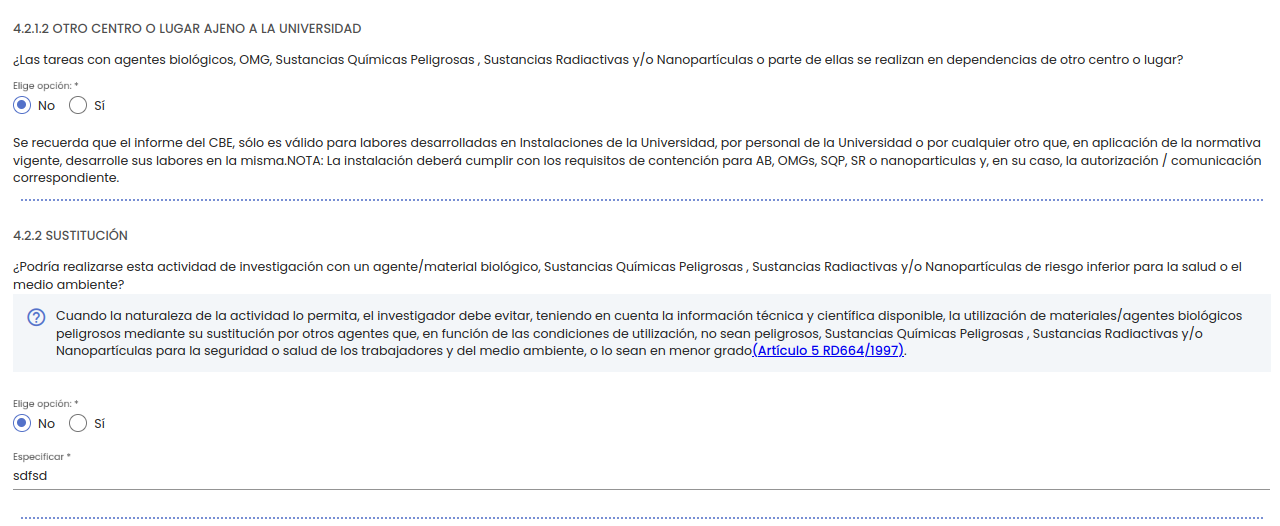 4.2.1.2 OTRO CENTRO O LUGAR AJENO A LA UNIVERSIDAD
¿Las tareas con agentes biológicos, OMG, Sustancias Químicas Peligrosas , Sustancias Radiactivas y/o Nanopartículas o parte de ellas se realizan en dependencias de otro centro o lugar?
Elige opción: *
No Sí
Se recuerda que el informe del CBE, sólo es válido para labores desarrolladas en Instalaciones de la Universidad, por personal de la Universidad o por cualquier otro que, en aplicación de la normativa
vigente, desarrolle sus labores en la misma.NOTA: La instalación deberá cumplir con los requisitos de contención para AB, OMGs, SQP, SR o nanoparticulas y, en su caso, la autorización / comunicación
correspondiente.
4.2.2 SUSTITUCIÓN
¿Podría realizarse esta actividad de investigación con un agente/material biológico, Sustancias Químicas Peligrosas , Sustancias Radiactivas y/o Nanopartículas de riesgo inferior para la salud o el
medio ambiente?
Cuando la naturaleza de la actividad lo permita, el investigador debe evitar, teniendo en cuenta la información técnica y científica disponible, la utilización de materiales/agentes biológicos
peligrosos mediante su sustitución por otros agentes que, en función de las condiciones de utilización, no sean peligrosos, Sustancias Químicas Peligrosas , Sustancias Radiactivas y/o
Nanopartículas para la seguridad o salud de los trabajadores y del medio ambiente, o lo sean en menor grado(Artículo 5 RD664/1997).
Elige opción: *
No Sí
Especificar *
sdfsd